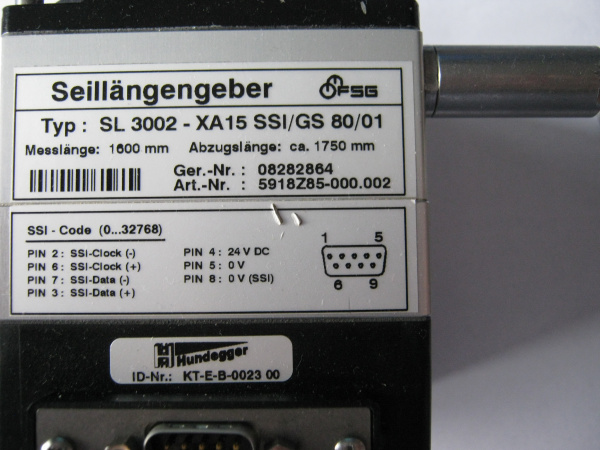 Seillängengeber FSG
Typ : SL 3002 - XA15 SSI/GS 80/01
Messlänge: 1600 mm Abzugslänge: ca. 1750 mm
Ger.-Nr. : 08282864
Art.-Nr. : 5918Z85-000.002
SSI - Code (0...32768)
PIN 2 : SSI-Clock (-)
PIN 6 : SSI-Clock (+)
PIN 7 : SSI-Data (-)
PIN 3 : SSI-Data (+)
PIN 4 : 24 V DC
PIN 5 : 0 V
PIN 8 : 0 V (SSI)
1 5
6 9
Hundegger
ID-Nr.: KT-E-B-0023 00